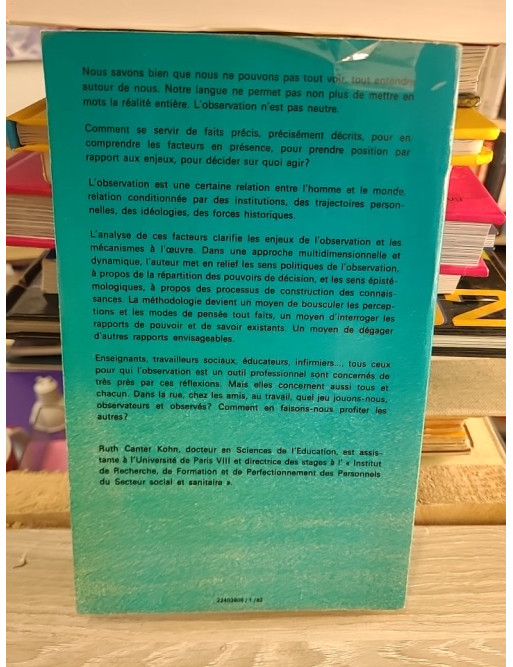 Nous savons bien que nous ne pouvons pas tout voir, tout entendre
autour de nous. Notre langue ne permet pas non plus de mettre en
mots la réalité entière. L'observation n'est pas neutre.
Comment se servir de faits précis, précisément décrits, pour en
comprendre les facteurs en présence, pour prendre position par
rapport aux enjeux, pour décider sur quoi agir?
L'observation est une certaine relation entre l'homme et le monde,
relation conditionnée par des institutions, des trajectoires person-
nelles, des idéologies, des forces historiques.
L'analyse de ces facteurs clarifie les enjeux de l'observation et les
mécanismes à l'œuvre. Dans une approche multidimensionnelle et
dynamique, l'auteur met en relief les sens politiques de l'observation,
à propos de la répartition des pouvoirs de décision, et les sens épisté-
mologiques, à propos des processus de construction des connais-
sances. La méthodologie devient un moyen de bousculer les percep-
tions et les modes de pensée tout faits, un moyen d'interroger les
rapports de pouvoir et de savoir existants. Un moyen de dégager
d'autres rapports envisageables.
Enseignants, travailleurs sociaux, éducateurs, infirmiers..., tous ceux
pour qui l'observation est un outil professionnel sont concernés de
très près par ces réflexions. Mais elles concernent aussi tous et
chacun. Dans la rue, chez les amis, au travail, quel jeu jouons-nous,
observateurs et observés? Comment en faisons-nous profiter les
autres?
Ruth Canter Kohn, docteur en Sciences de l'Education, est assis-
tante à l'Université de Paris VIII et directrice des stages à l' « Institut
de Recherche, de Formation et de Perfectionnement des Personnels
du Secteur social et sanitaire ».